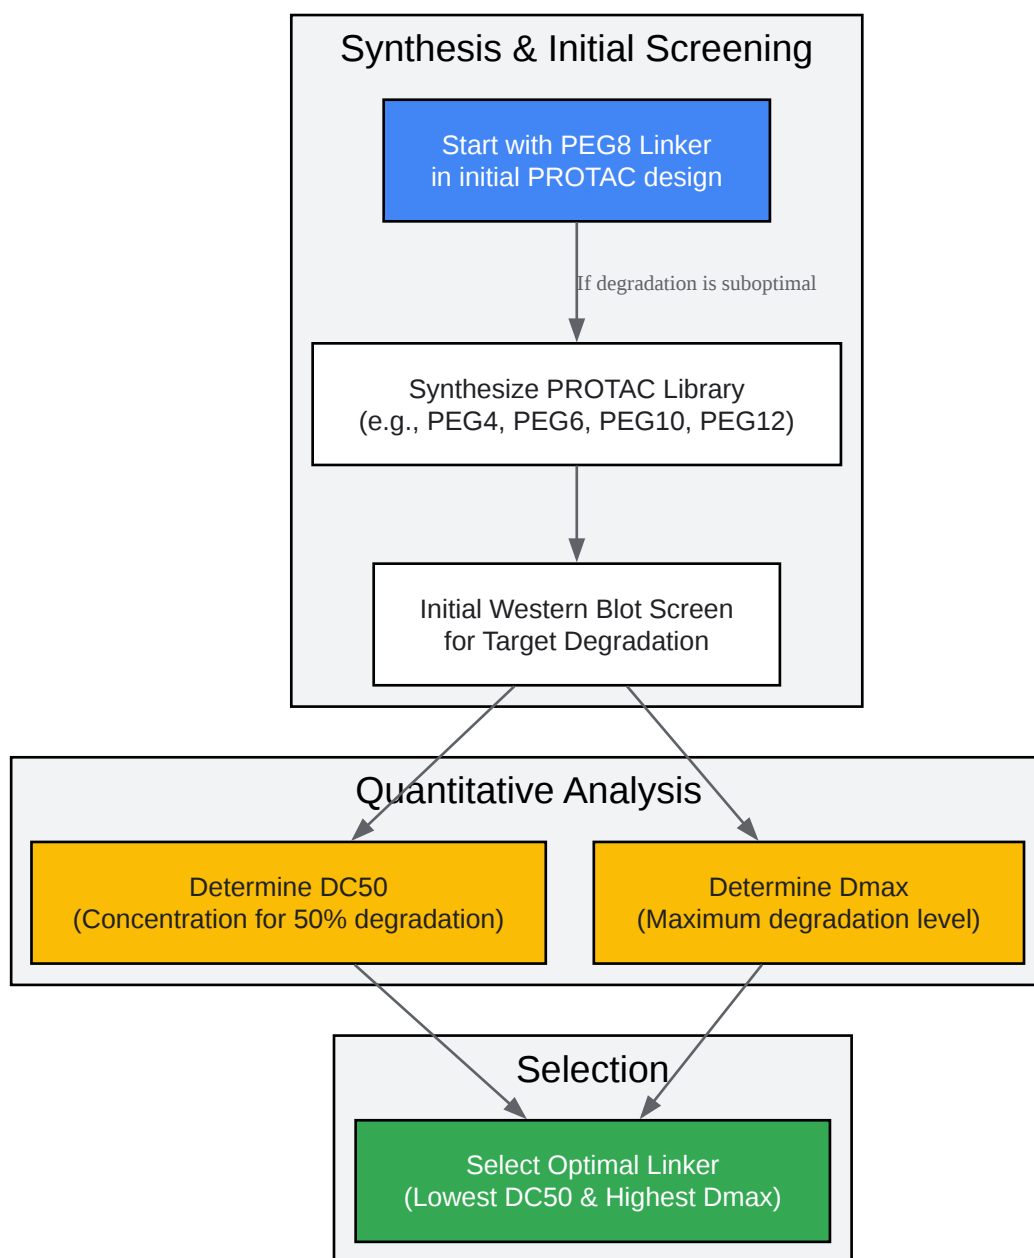 Synthesis & Initial Screening
Start with PEG8 Linker
in initial PROTAC design
If degradation is suboptimal
Synthesize PROTAC Library
(e.g., PEG4, PEG6, PEG10, PEG12)
Initial Western Blot Screen
for Target Degradation
Quantitative Analysis
Determine DC50
(Concentration for 50% degradation)
Determine Dmax
(Maximum degradation level)
Selection
Select Optimal Linker
(Lowest DC50 & Highest Dmax)